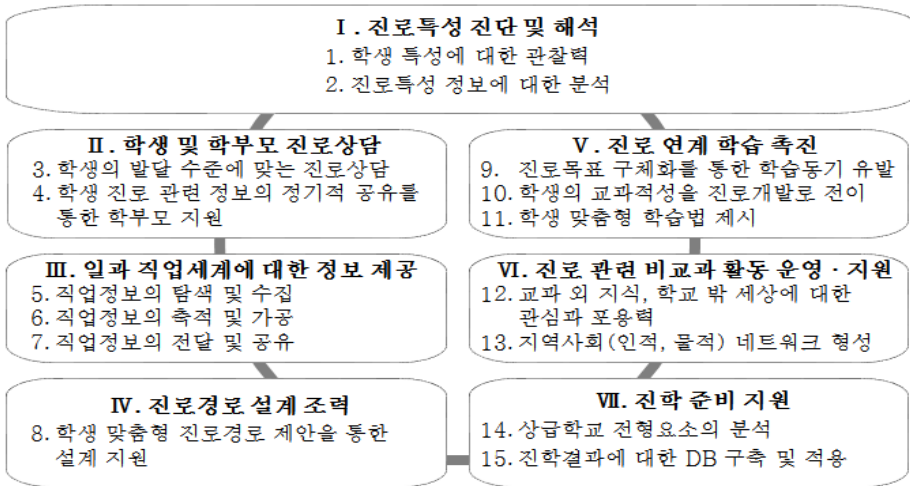 Ⅰ. 진로특성 진단 및 해석
1. 학생 특성에 대한 관찰력
2. 진로특성 정보에 대한 분석
Ⅱ. 학생 및 학부모 진로상담
3. 학생의 발달 수준에 맞는 진로상담
4. 학생 진로 관련 정보의 정기적 공유를
통한 학부모 지원
Ⅲ. 일과 직업세계에 대한 정보 제공
5. 직업정보의 탐색 및 수집
6. 직업정보의 축적 및 가공
7. 직업정보의 전달 및 공유
Ⅳ. 진로경로 설계 조력
8. 학생 맞춤형 진로경로 제안을 통한
설계 지원
Ⅴ. 진로 연계 학습 촉진
9. 진로목표 구체화를 통한 학습동기 유발
10. 학생의 교과적성을 진로개발로 전이
11. 학생 맞춤형 학습법 제시
Ⅵ. 진로 관련 비교과 활동 운영·지원
12. 교과 외 지식, 학교 밖 세상에 대한
관심과 포용력
13. 지역사회(인적, 물적) 네트워크 형성
Ⅶ. 진학 준비 지원
14. 상급학교 전형요소의 분석
15. 진학결과에 대한 DB 구축 및 적용